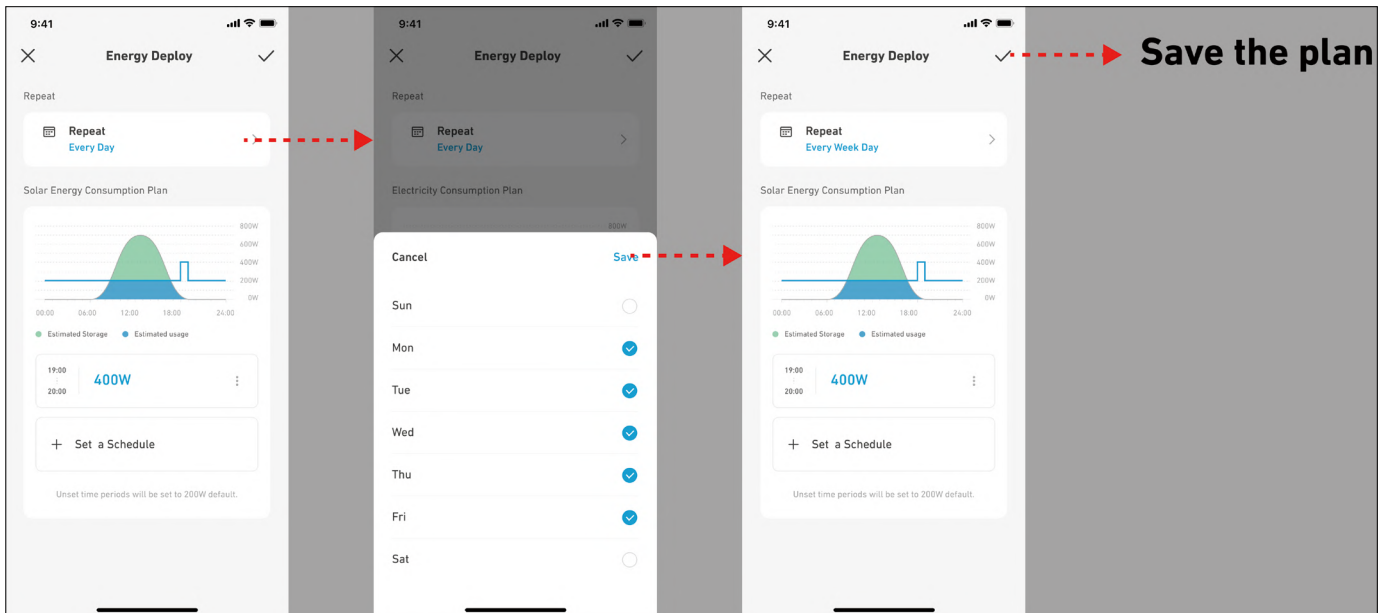 9:41
Energy Deploy
Repeat
Repeat
Every Day
Solar Energy Consumption Plan
800W
600W
400W
200W
0W
00:00 06:00 12:00 18:00 24:00
Estimated Storage Estimated usage
19:00
20:00
400W
+ Set a Schedule
Unset time periods will be set to 200W default.
9:41
Energy Deploy
Repeat
Repeat
Every Day
Electricity Consumption Plan
800W
Cancel Save
Sun
Mon
Tue
Wed
Thu
Fri
Sat
9:41
Energy Deploy
Repeat
Repeat
Every Week Day
Solar Energy Consumption Plan
800W
600W
400W
200W
0W
00:00 06:00 12:00 18:00 24:00
Estimated Storage Estimated usage
19:00
20:00
400W
+ Set a Schedule
Unset time periods will be set to 200W default.
Save the plan